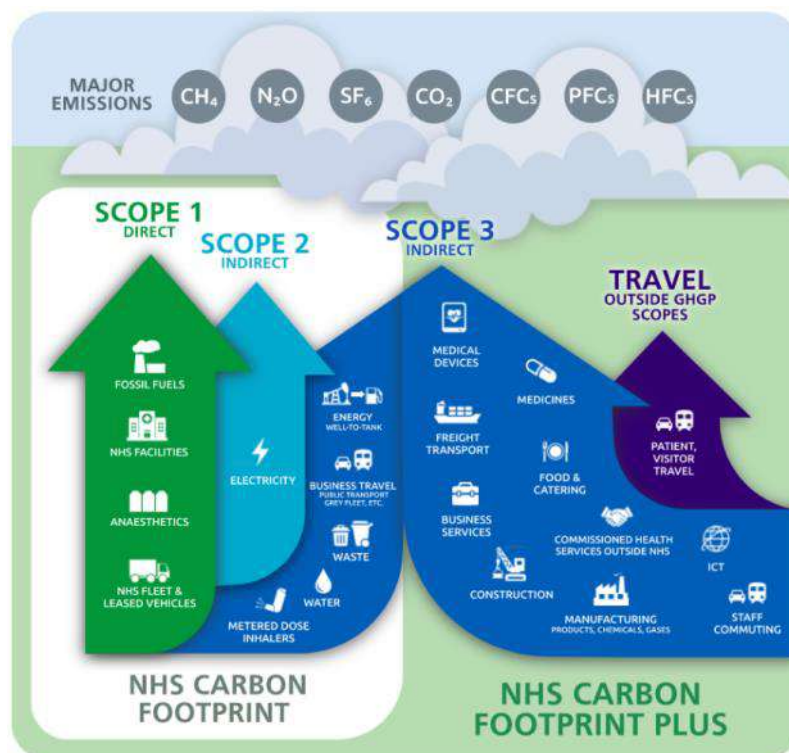 MAJOR
EMISSIONS
CH₄
N₂O
SF₆
CO₂
CFCs
PFCs
HFCs
SCOPE 1
DIRECT
SCOPE 2
INDIRECT
SCOPE 3
INDIRECT
TRAVEL
OUTSIDE GHGP
SCOPES
FOSSIL FUELS
NHS FACILITIES
ANAESTHETICS
NHS FLEET &
LEASED VEHICLES
ELECTRICITY
ENERGY
WELL-TO-TANK
BUSINESS TRAVEL
PUBLIC TRANSPORT
GREY FLEET, ETC.
WASTE
WATER
METERED DOSE
INHALERS
MEDICAL
DEVICES
MEDICINES
FREIGHT
TRANSPORT
FOOD &
CATERING
BUSINESS
SERVICES
COMMISSIONED HEALTH
SERVICES OUTSIDE NHS
CONSTRUCTION
MANUFACTURING
PRODUCTS, CHEMICALS, GASES
ICT
STAFF
COMMUTING
PATIENT,
VISITOR
TRAVEL
NHS CARBON
FOOTPRINT
NHS CARBON
FOOTPRINT PLUS